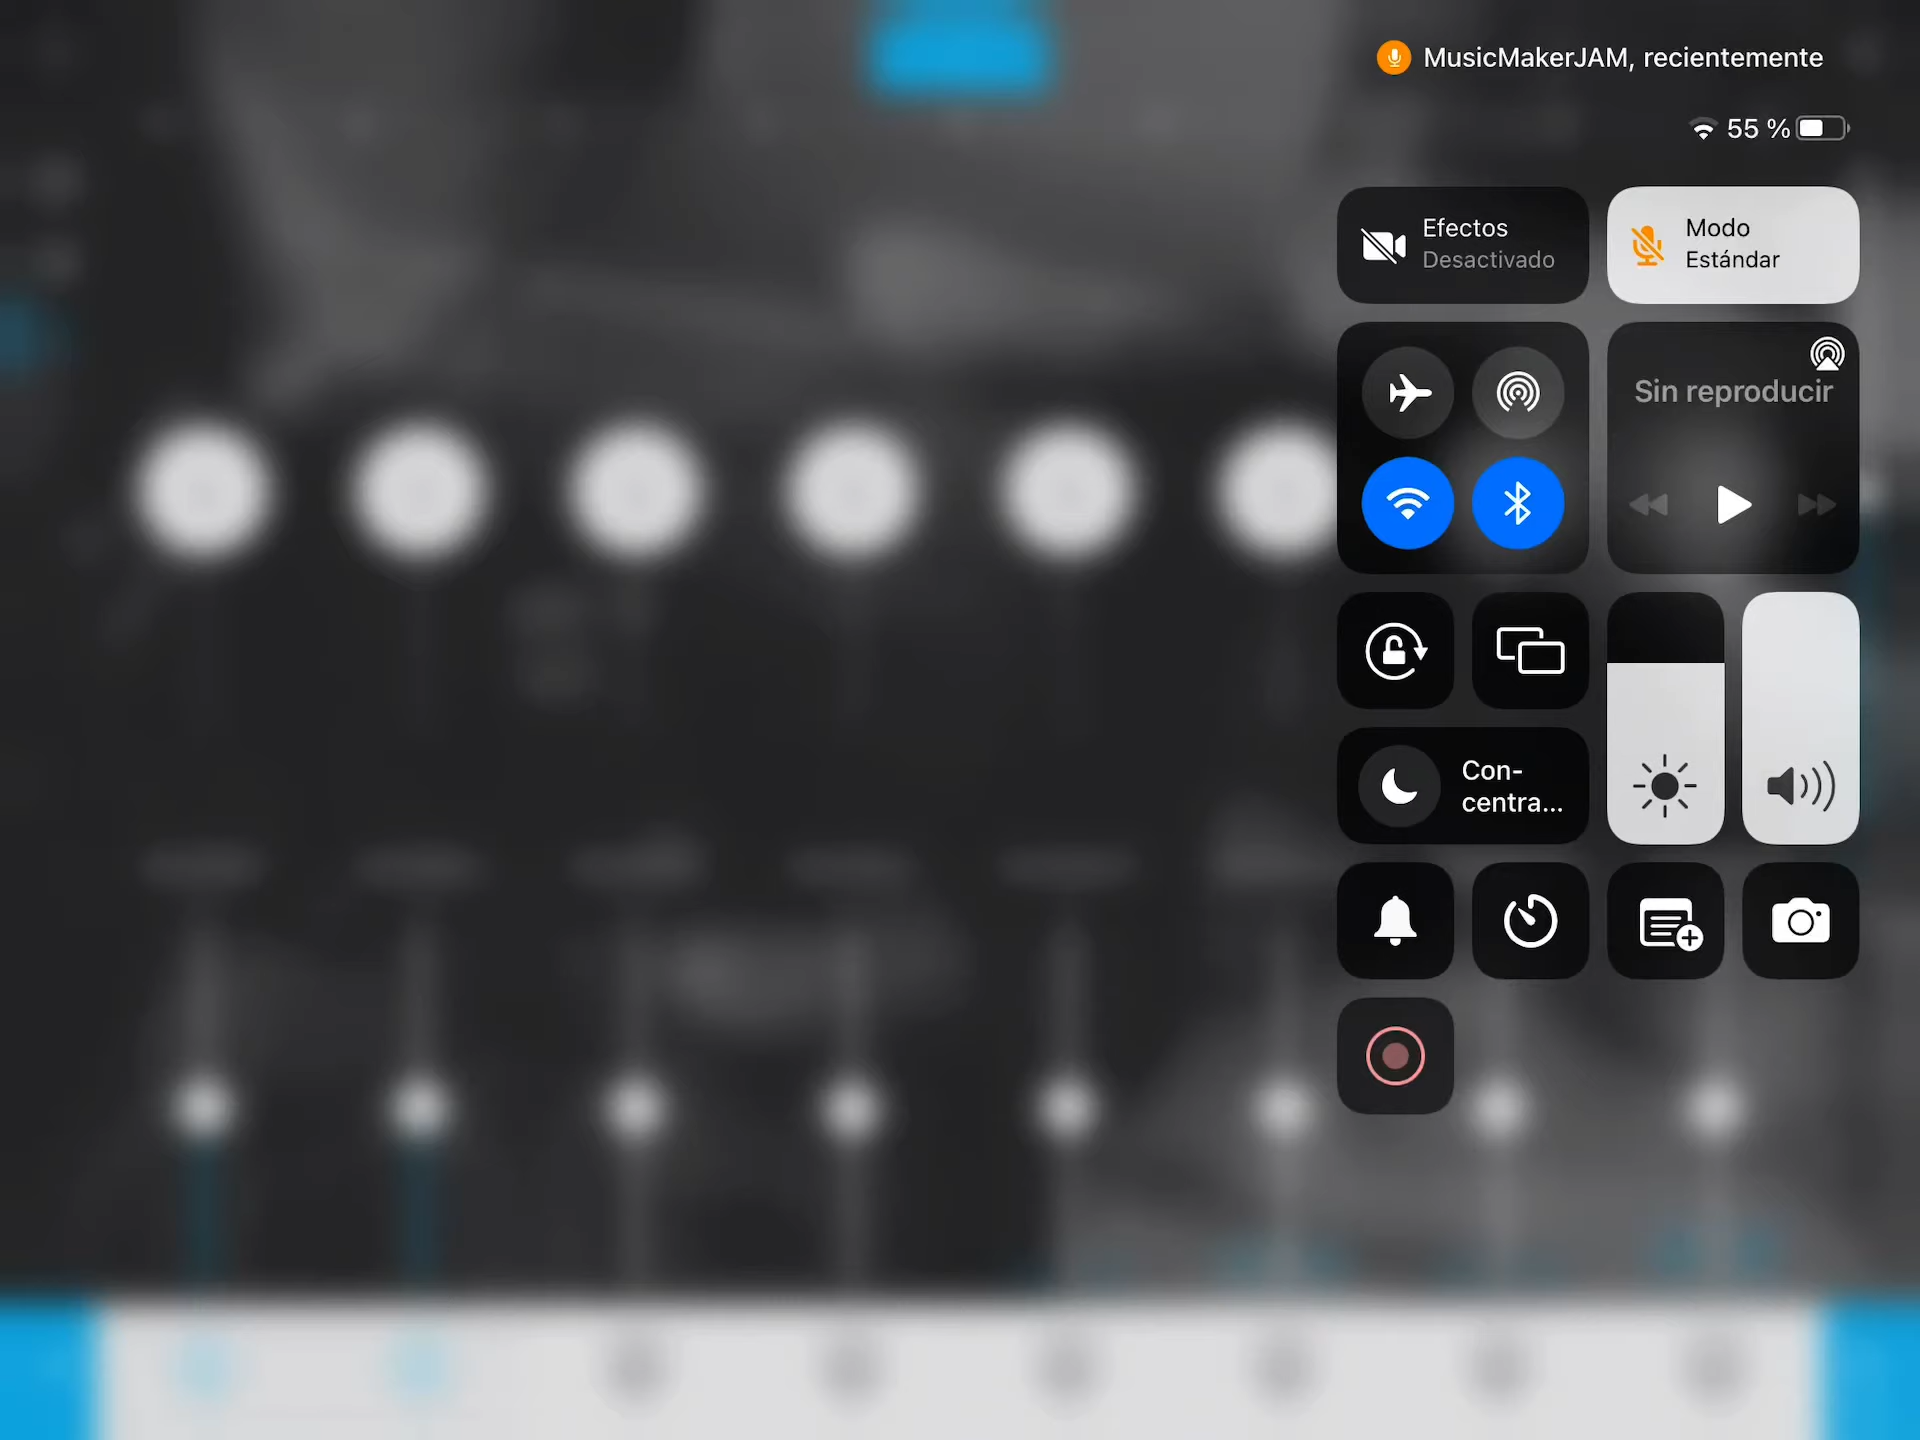 MusicMakerJAM, recientemente
55 %
Efectos
Desactivado
Modo
Estándar
Sin reproducir
Con-
centra...